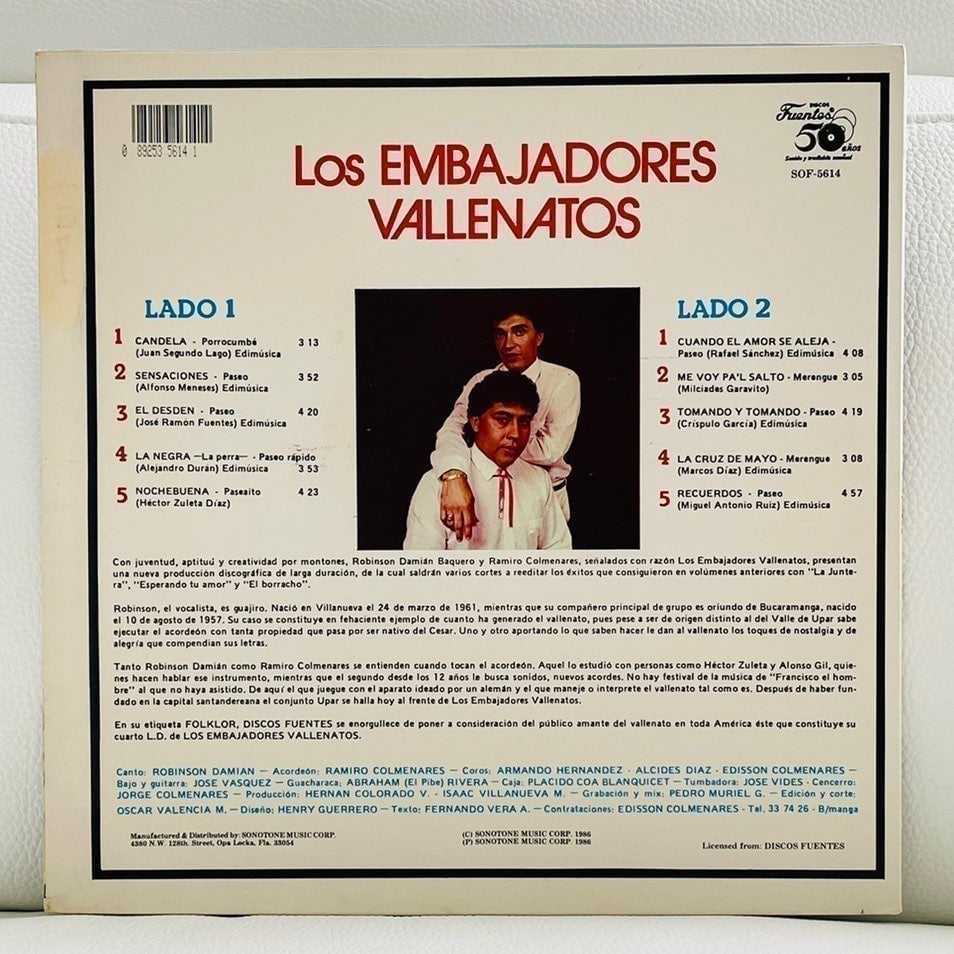 0 89253 5614 1
DISCOS
Fuentes
50 años
Sonido y tradición musical
SOF-5614
LOS EMBAJADORES
VALLENATOS
LADO 1
1 CANDELA - Porrocumbé 3 13
(Juan Segundo Lago) Edimúsica
2 SENSACIONES - Paseo 3 52
(Alfonso Meneses) Edimúsica
3 EL DESDEN - Paseo 4 20
(José Ramón Fuentes) Edimúsica
4 LA NEGRA —La perra— - Paseo rápido
(Alejandro Durán) Edimúsica 3 53
5 NOCHEBUENA - Paseaito 4 23
(Héctor Zuleta Díaz)
LADO 2
1 CUANDO EL AMOR SE ALEJA -
Paseo (Rafael Sánchez) Edimúsica 4 08
2 ME VOY PA'L SALTO - Merengue 3 05
(Milciades Garavito)
3 TOMANDO Y TOMANDO - Paseo 4 19
(Críspulo García) Edimúsica
4 LA CRUZ DE MAYO - Merengue 3 08
(Marcos Díaz) Edimúsica
5 RECUERDOS - Paseo 4 57
(Miguel Antonio Ruiz) Edimúsica
Con juventud, aptitud y creatividad por montones, Robinson Damián Baquero y Ramiro Colmenares, señalados con razón Los Embajadores Vallenatos, presentan
una nueva producción discográfica de larga duración, de la cual saldrán varios cortes a reeditar los éxitos que consiguieron en volúmenes anteriores con "La Junte-
ra", "Esperando tu amor" y "El borracho".
Robinson, el vocalista, es guajiro. Nació en Villanueva el 24 de marzo de 1961, mientras que su compañero principal de grupo es oriundo de Bucaramanga, nacido
el 10 de agosto de 1957. Su caso se constituye en fehaciente ejemplo de cuanto ha generado el vallenato, pues pese a ser de origen distinto al del Valle de Upar sabe
ejecutar el acordeón con tanta propiedad que pasa por ser nativo del Cesar. Uno y otro aportando lo que saben hacer le dan al vallenato los toques de nostalgia y de
alegría que compendian sus letras.
Tanto Robinson Damián como Ramiro Colmenares se entienden cuando tocan el acordeón. Aquel lo estudió con personas como Héctor Zuleta y Alonso Gil, quie-
nes hacen hablar ese instrumento, mientras que el segundo desde los 12 años le busca sonidos, nuevos acordes. No hay festival de la música de "Francisco el hom-
bre" al que no haya asistido. De aquí el que juegue con el aparato ideado por un alemán y el que maneje o interprete el vallenato tal como es. Después de haber fun-
dado en la capital santandereana el conjunto Upar se halla hoy al frente de Los Embajadores Vallenatos.
En su etiqueta FOLKLOR, DISCOS FUENTES se enorgullece de poner a consideración del público amante del vallenato en toda América éste que constituye su
cuarto L.D. de LOS EMBAJADORES VALLENATOS.
Canto: ROBINSON DAMIAN — Acordeón: RAMIRO COLMENARES — Coros: ARMANDO HERNANDEZ - ALCIDES DIAZ - EDISSON COLMENARES —
Bajo y guitarra: JOSE VASQUEZ — Guacharaca: ABRAHAM (El Pibe) RIVERA — Caja: PLACIDO COA BLANQUICET — Tumbadora: JOSE VIDES - Cencerro:
JORGE COLMENARES — Producción: HERNAN COLORADO V. - ISAAC VILLANUEVA M. — Grabación y mix: PEDRO MURIEL G. — Edición y corte:
OSCAR VALENCIA M. — Diseño: HENRY GUERRERO — Texto: FERNANDO VERA A. — Contrataciones: EDISSON COLMENARES - Tel. 33 74 26 - B/manga
Manufactured & Distributed by: SONOTONE MUSIC CORP.
4380 N.W. 128th. Street, Opa Locka, Fla. 33054
(C) SONOTONE MUSIC CORP. 1986
(P) SONOTONE MUSIC CORP. 1986
Licensed from: DISCOS FUENTES